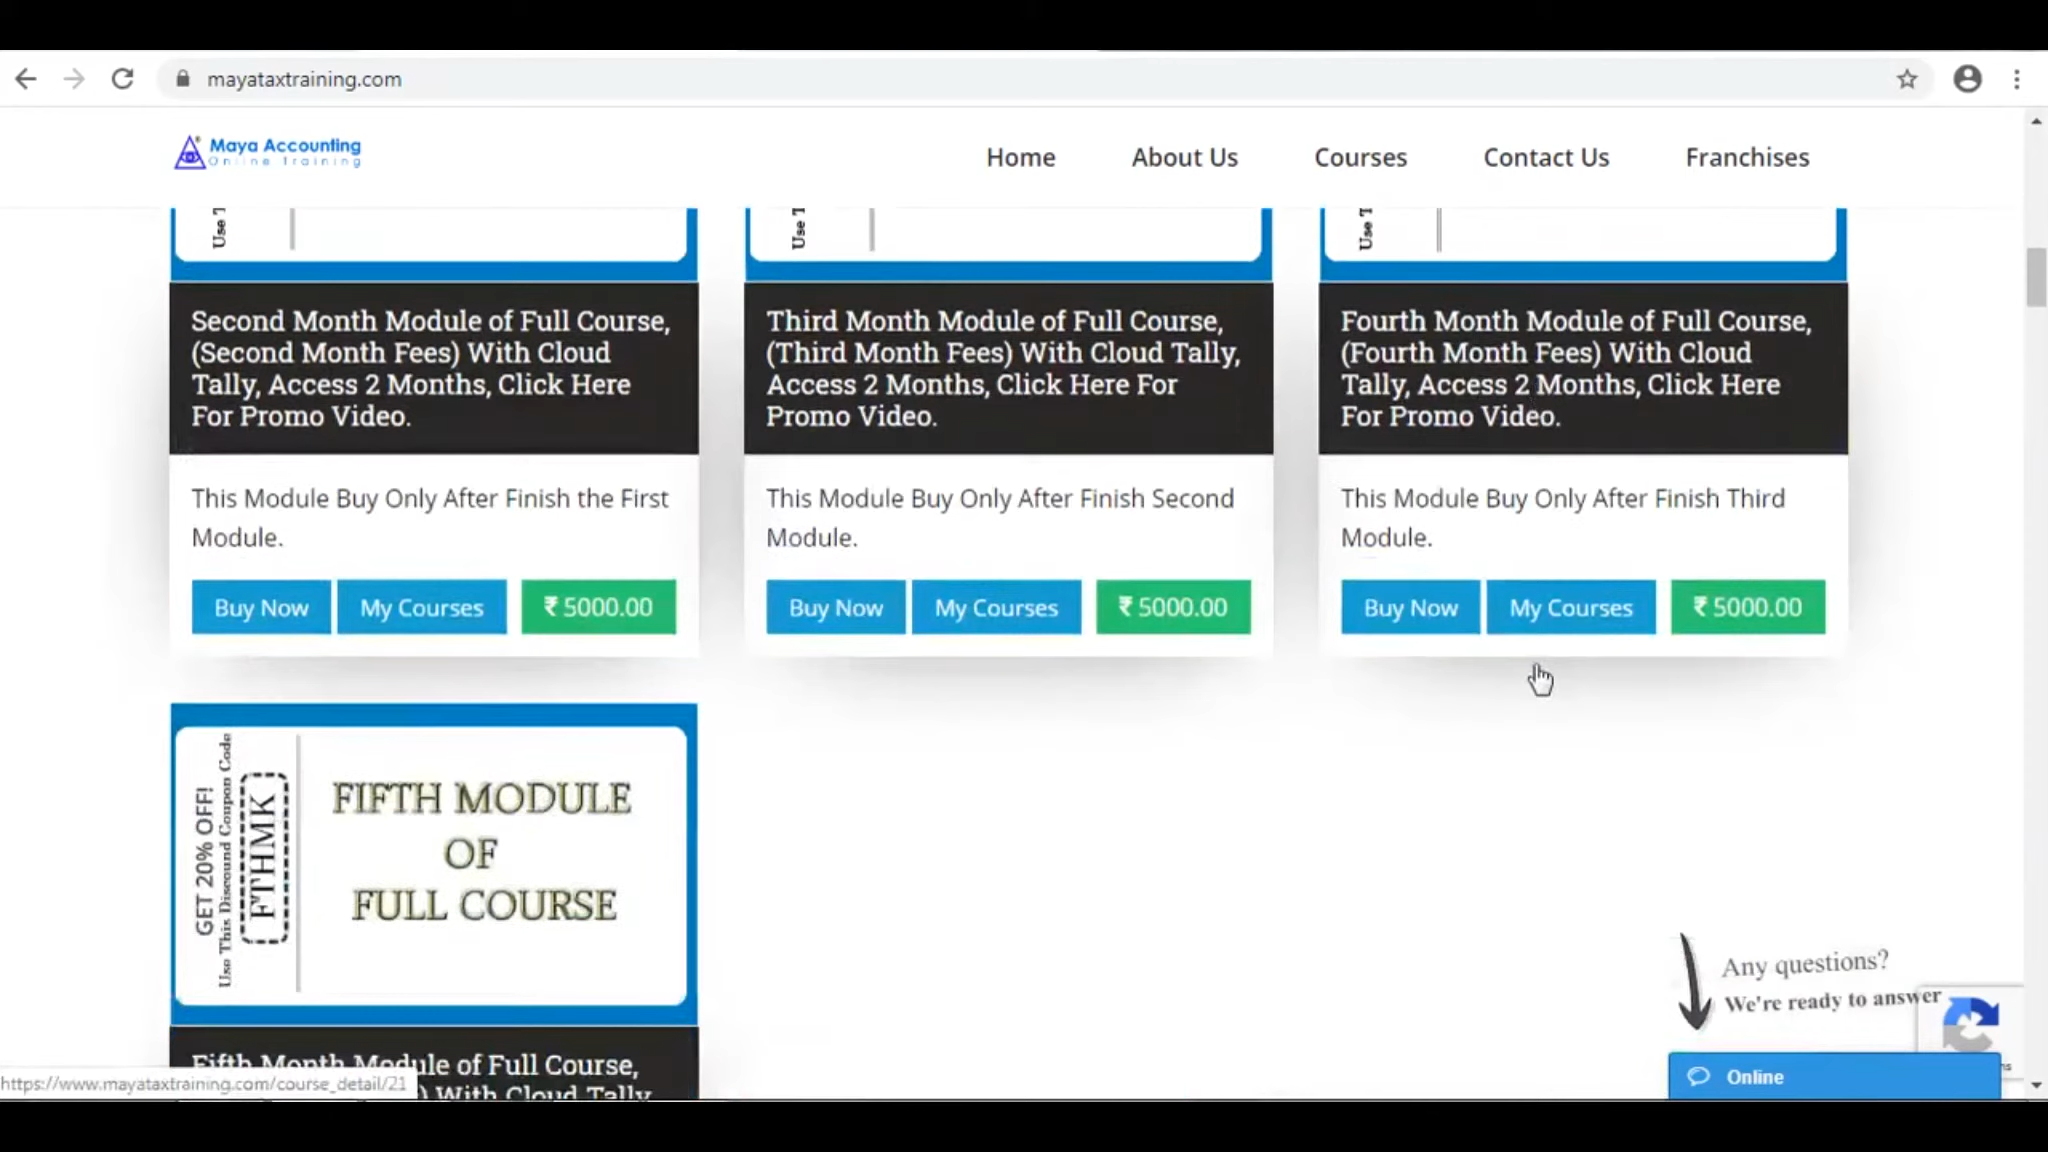 mayataxtraining.com
Maya Accounting
Online Training
Home
About Us
Courses
Contact Us
Franchises
Use T
Use T
Use T
Second Month Module of Full Course,
(Second Month Fees) With Cloud
Tally, Access 2 Months, Click Here
For Promo Video.
This Module Buy Only After Finish the First
Module.
Buy Now
My Courses
₹ 5000.00
Third Month Module of Full Course,
(Third Month Fees) With Cloud Tally,
Access 2 Months, Click Here For
Promo Video.
This Module Buy Only After Finish Second
Module.
Buy Now
My Courses
₹ 5000.00
Fourth Month Module of Full Course,
(Fourth Month Fees) With Cloud
Tally, Access 2 Months, Click Here
For Promo Video.
This Module Buy Only After Finish Third
Module.
Buy Now
My Courses
₹ 5000.00
GET 20% OFF!
Use This Discound Coupon Code
FTHMK
FIFTH MODULE
OF
FULL COURSE
Fifth Month Module of Full Course,
With Cloud Tally
https://www.mayataxtraining.com/course_detail/21
Any questions?
We're ready to answer
Online